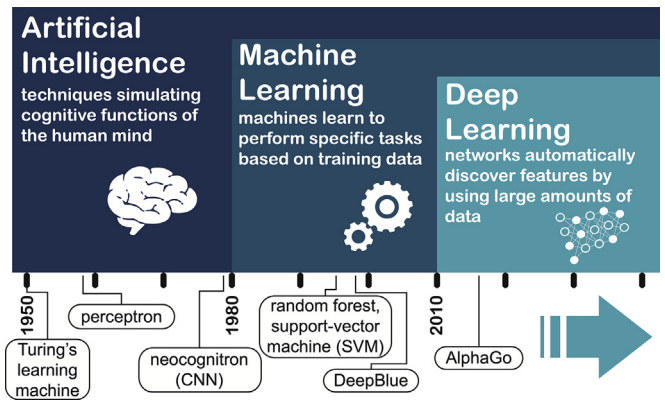 Artificial
Intelligence
techniques simulating
cognitive functions of
the human mind
Machine
Learning
machines learn to
perform specific tasks
based on training data
Deep
Learning
networks automatically
discover features by
using large amounts of
data
1950
1980
2010
Turing's
learning
machine
perceptron
neocognitron
(CNN)
random forest,
support-vector
machine (SVM)
DeepBlue
AlphaGo